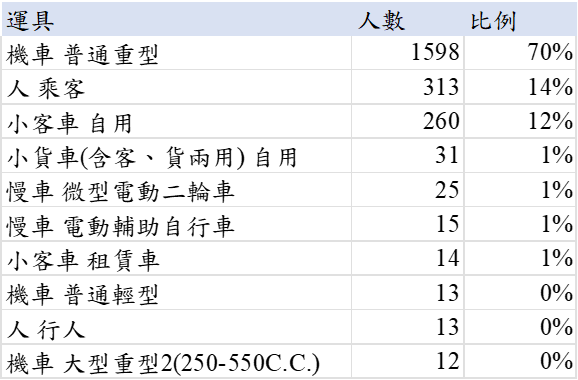 運具 人數 比例
機車 普通重型 1598 70%
人 乘客 313 14%
小客車 自用 260 12%
小貨車(含客、貨兩用) 自用 31 1%
慢車 微型電動二輪車 25 1%
慢車 電動輔助自行車 15 1%
小客車 租賃車 14 1%
機車 普通輕型 13 0%
人 行人 13 0%
機車 大型重型2(250-550C.C.) 12 0%